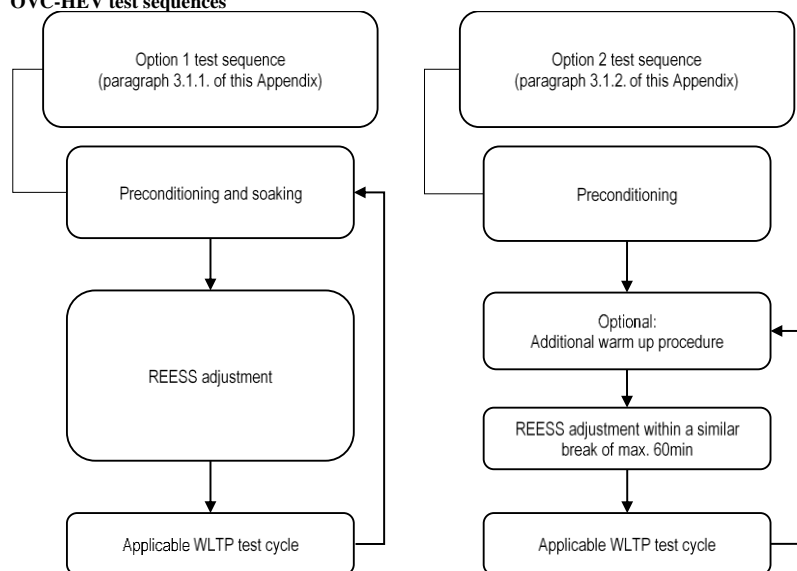 OVC-HEV test sequences
Option 1 test sequence
(paragraph 3.1.1. of this Appendix)
Preconditioning and soaking
REESS adjustment
Applicable WLTP test cycle
Option 2 test sequence
(paragraph 3.1.2. of this Appendix)
Preconditioning
Optional:
Additional warm up procedure
REESS adjustment within a similar
break of max. 60min
Applicable WLTP test cycle